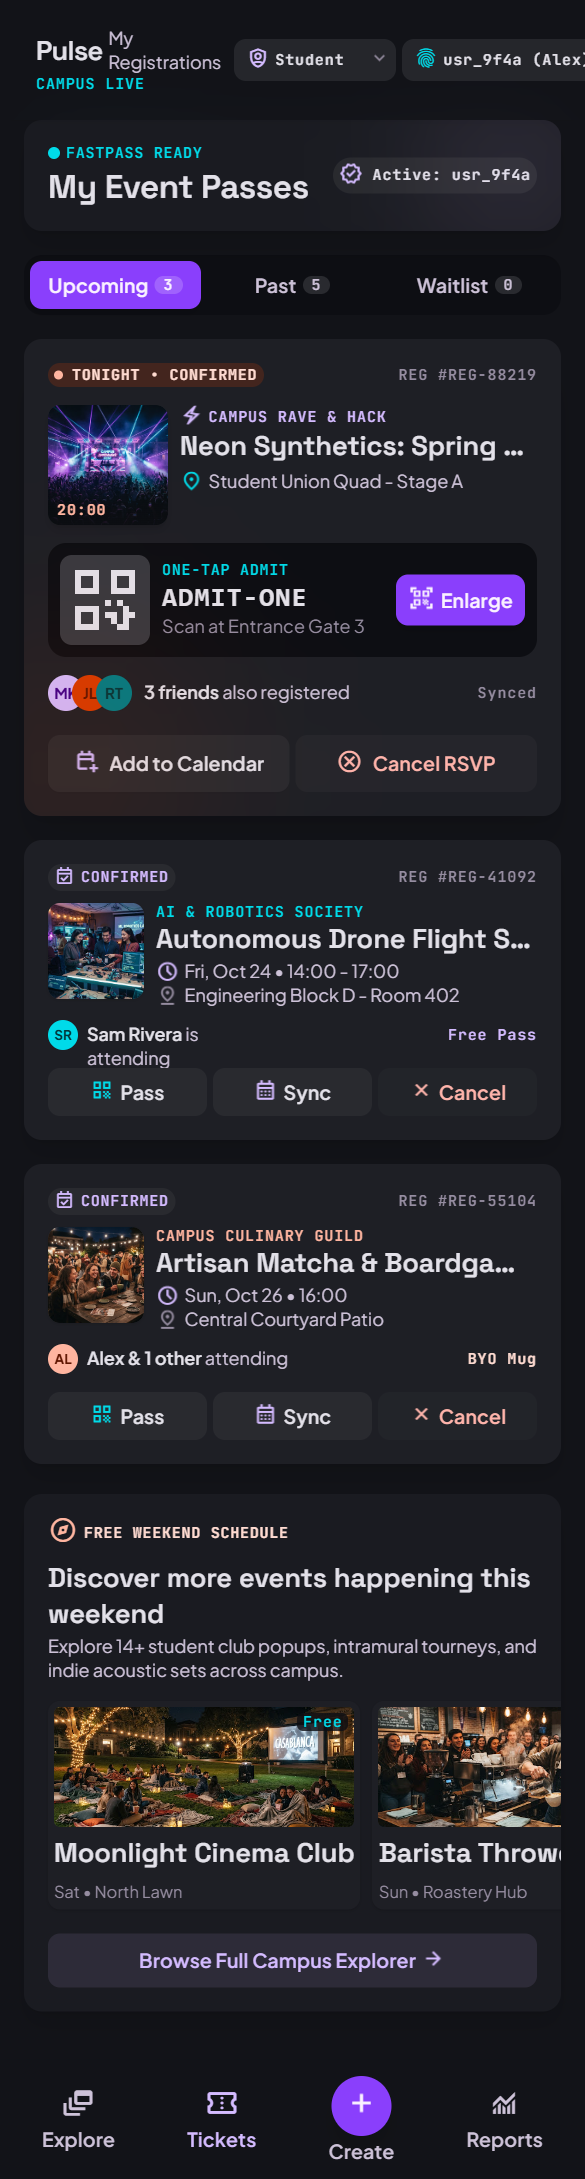 Pulse
My
Registrations
CAMPUS LIVE
Student
usr_9f4a (Alex)
FASTPASS READY
My Event Passes
Active: usr_9f4a
Upcoming 3
Past 5
Waitlist 0
TONIGHT • CONFIRMED
REG #REG-88219
CAMPUS RAVE & HACK
Neon Synthetics: Spring ...
Student Union Quad - Stage A
20:00
ONE-TAP ADMIT
ADMIT-ONE
Scan at Entrance Gate 3
Enlarge
JL RT
3 friends also registered
Synced
Add to Calendar
Cancel RSVP
CONFIRMED
REG #REG-41092
AI & ROBOTICS SOCIETY
Autonomous Drone Flight S...
Fri, Oct 24 • 14:00 - 17:00
Engineering Block D - Room 402
SR
Sam Rivera is
attending
Free Pass
Pass
Sync
Cancel
CONFIRMED
REG #REG-55104
CAMPUS CULINARY GUILD
Artisan Matcha & Boardga...
Sun, Oct 26 • 16:00
Central Courtyard Patio
AL
Alex & 1 other attending
BYO Mug
Pass
Sync
Cancel
FREE WEEKEND SCHEDULE
Discover more events happening this
weekend
Explore 14+ student club popups, intramural tourneys, and
indie acoustic sets across campus.
Free
CASABLANCA
Moonlight Cinema Club
Sat • North Lawn
Barista Throw
Sun • Roastery Hub
Browse Full Campus Explorer →
Explore
Tickets
Create
Reports